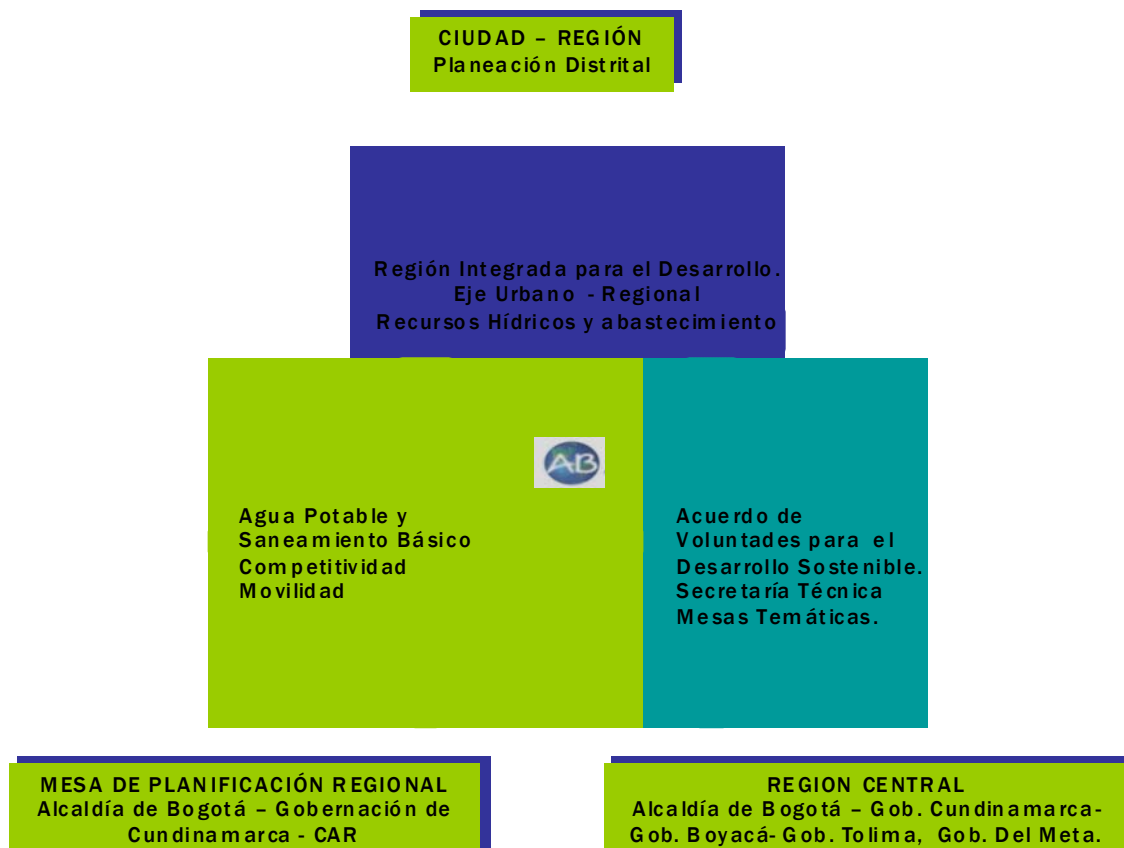 CIUDAD – REGIÓN
Planeación Distrital
Región Integrada para el Desarrollo.
Eje Urbano - Regional
Recursos Hídricos y abastecimiento
AB
Agua Potable y
Saneamiento Básico
Competitividad
Movilidad
Acuerdo de
Voluntades para el
Desarrollo Sostenible.
Secretaría Técnica
Mesas Temáticas.
MESA DE PLANIFICACIÓN REGIONAL
Alcaldía de Bogotá – Gobernación de
Cundinamarca - CAR
REGION CENTRAL
Alcaldía de Bogotá – Gob. Cundinamarca-
Gob. Boyacá- Gob. Tolima, Gob. Del Meta.